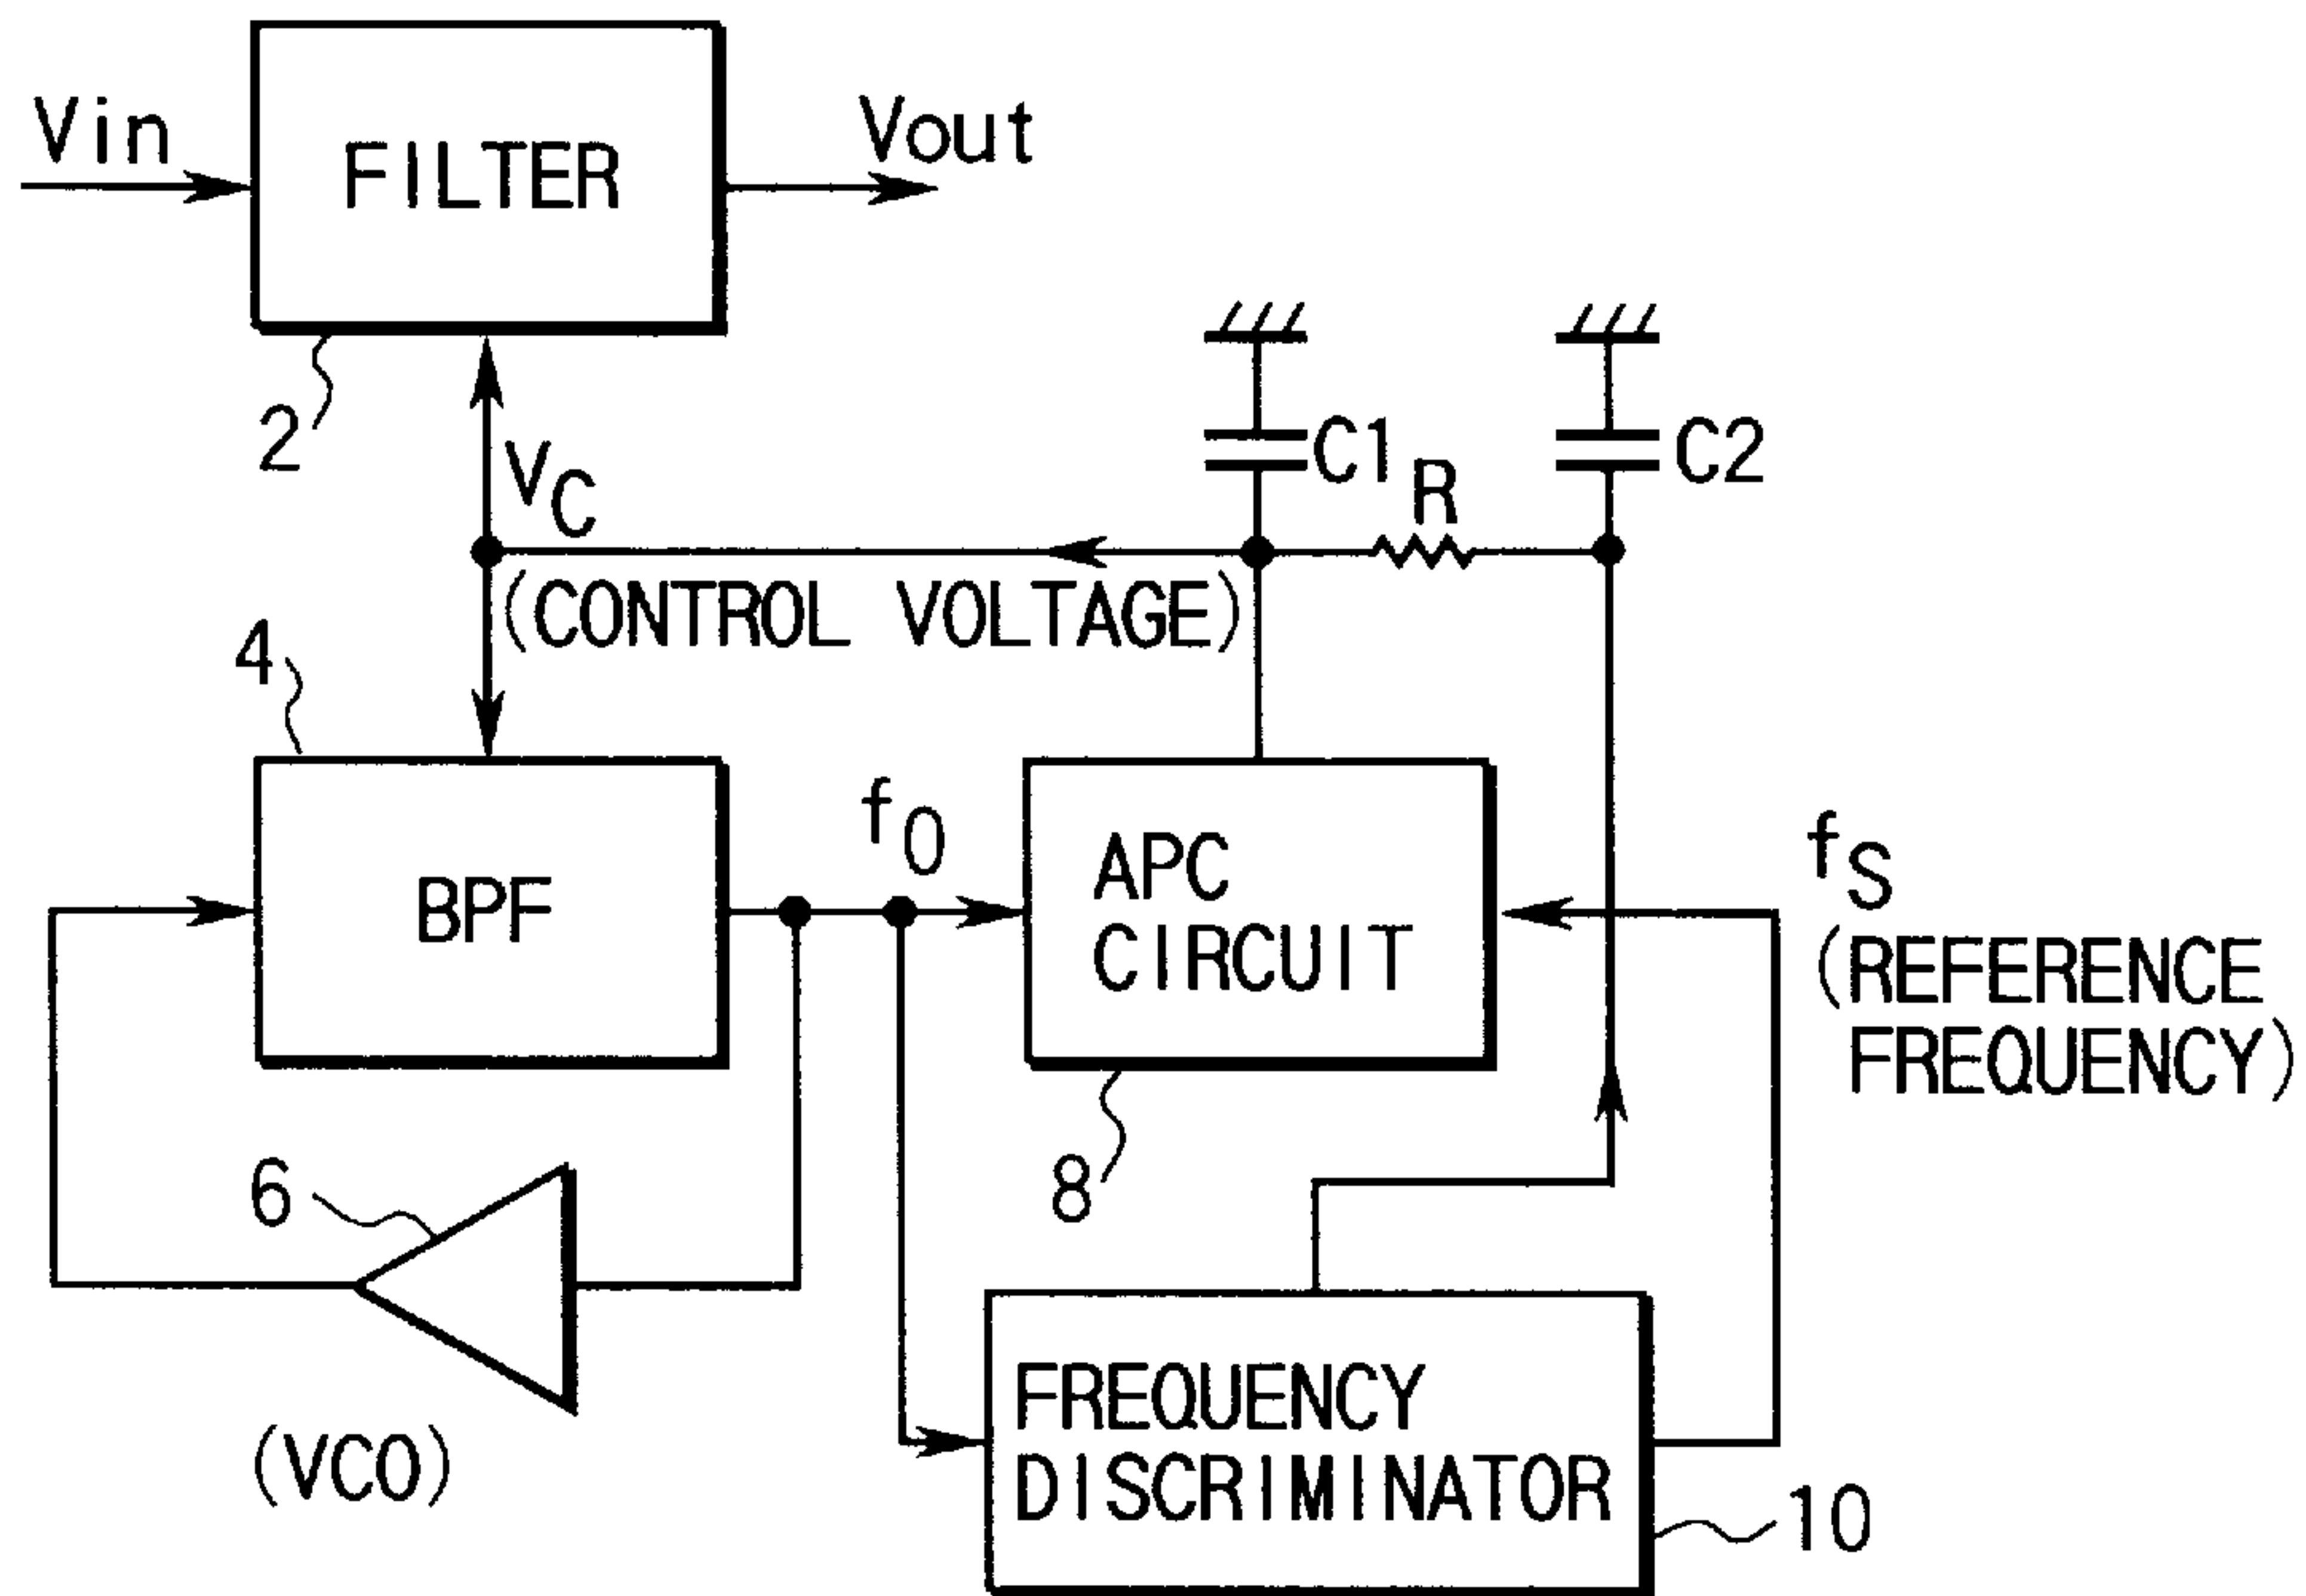 Vin
FILTER
Vout
2
VC
C1
R
C2
(CONTROL VOLTAGE)
4
BPF
fO
APC
CIRCUIT
fS
(REFERENCE
FREQUENCY)
6
8
(VCO)
FREQUENCY
DISCRIMINATOR
10